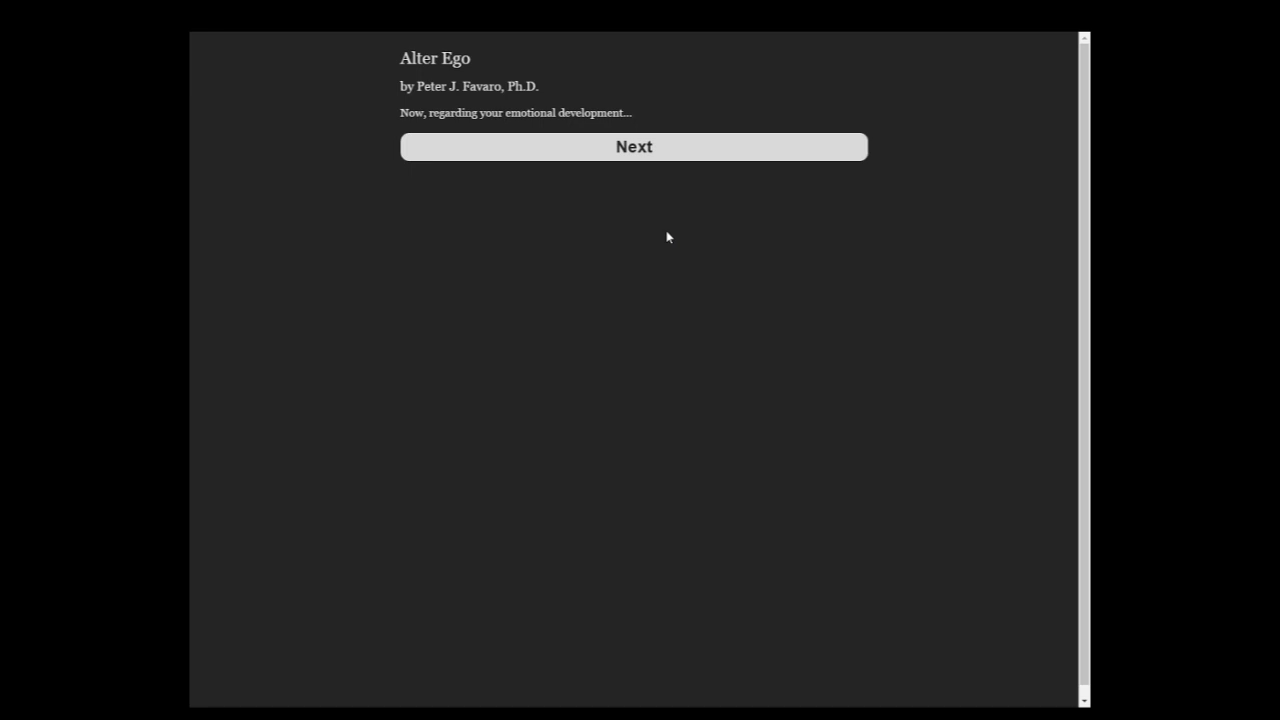 Alter Ego
by Peter J. Favaro, Ph.D.
Now, regarding your emotional development...
Next